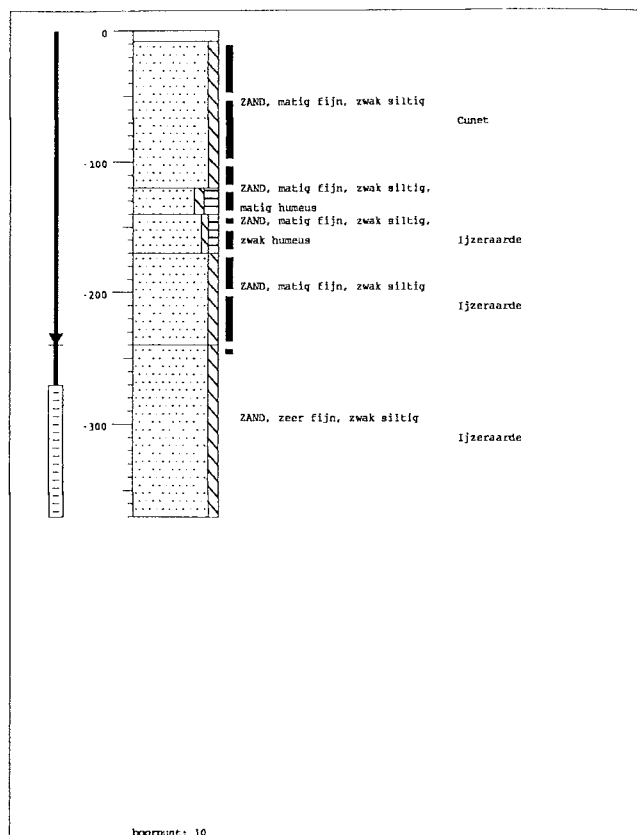 0
ZAND, matig fijn, zwak siltig
Cunet
-100
ZAND, matig fijn, zwak siltig,
matig humeus
ZAND, matig fijn, zwak siltig,
zwak humeus
Ijzeraarde
ZAND, matig fijn, zwak siltig
-200
Ijzeraarde
ZAND, zeer fijn, zwak siltig
-300
Ijzeraarde
boorpunt: 10